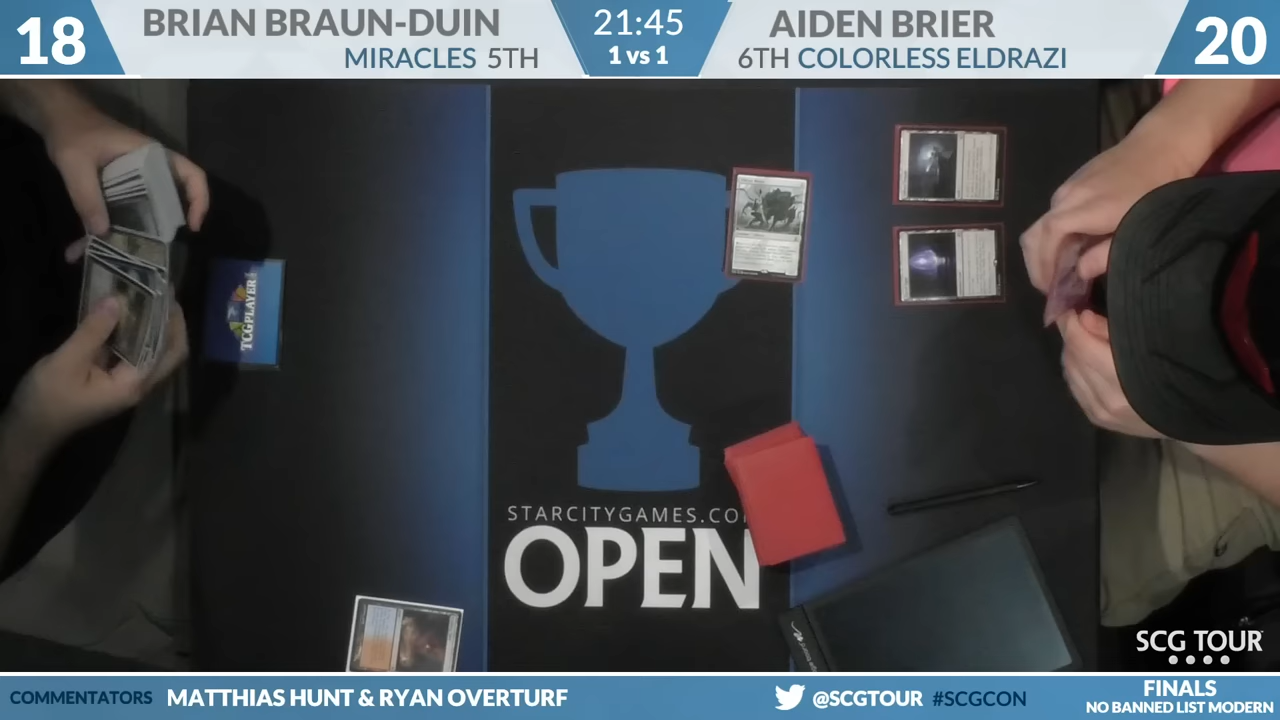 18
BRIAN BRAUN-DUIN
MIRACLES 5TH
21:45
1 vs 1
AIDEN BRIER
6TH COLORLESS ELDRAZI
20
TCGPLAYER
STARCITYGAMES.CO
OPEN
SCG TOUR
COMMENTATORS MATTHIAS HUNT & RYAN OVERTURF
@SCGTOUR #SCGCON
FINALS
NO BANNED LIST MODERN